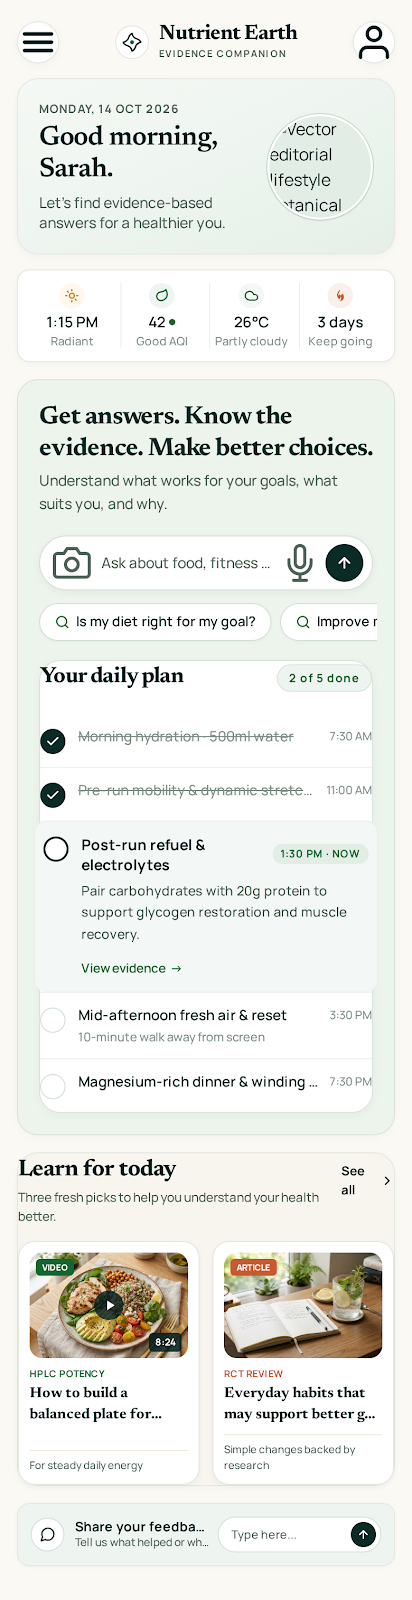 Nutrient Earth
EVIDENCE COMPANION
MONDAY, 14 OCT 2026
Good morning,
Sarah.
Let's find evidence-based
answers for a healthier you.
Vector
editorial
lifestyle
tanical
1:15 PM
Radiant
42
Good AQI
26°C
Partly cloudy
3 days
Keep going
Get answers. Know the
evidence. Make better choices.
Understand what works for your goals, what
suits you, and why.
Ask about food, fitness ...
Is my diet right for my goal?
Improve
Your daily plan
2 of 5 done
Morning hydration · 500ml water
7:30 AM
Pre-run mobility & dynamic stretc...
11:00 AM
Post-run refuel &
electrolytes
1:30 PM · NOW
Pair carbohydrates with 20g protein to
support glycogen restoration and muscle
recovery.
View evidence →
Mid-afternoon fresh air & reset
3:30 PM
10-minute walk away from screen
Magnesium-rich dinner & winding ...
7:30 PM
Learn for today
See
all
Three fresh picks to help you understand your health
better.
VIDEO
8:24
HPLC POTENCY
How to build a
balanced plate for...
For steady daily energy
ARTICLE
RCT REVIEW
Everyday habits that
may support better g...
Simple changes backed by
research
Share your feedba...
Tell us what helped or wh...
Type here...